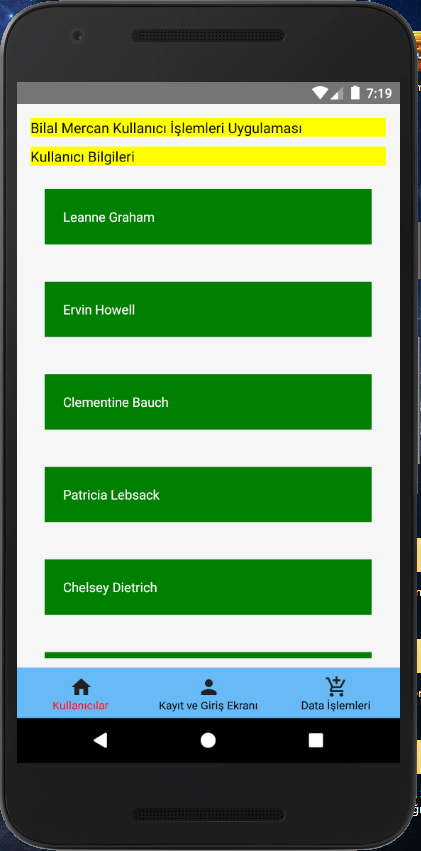 7:19
Bilal Mercan Kullanıcı İşlemleri Uygulaması
Kullanıcı Bilgileri
Leanne Graham
Ervin Howell
Clementine Bauch
Patricia Lebsack
Chelsey Dietrich
Kullanıcılar
Kayıt ve Giriş Ekranı
Data İşlemleri